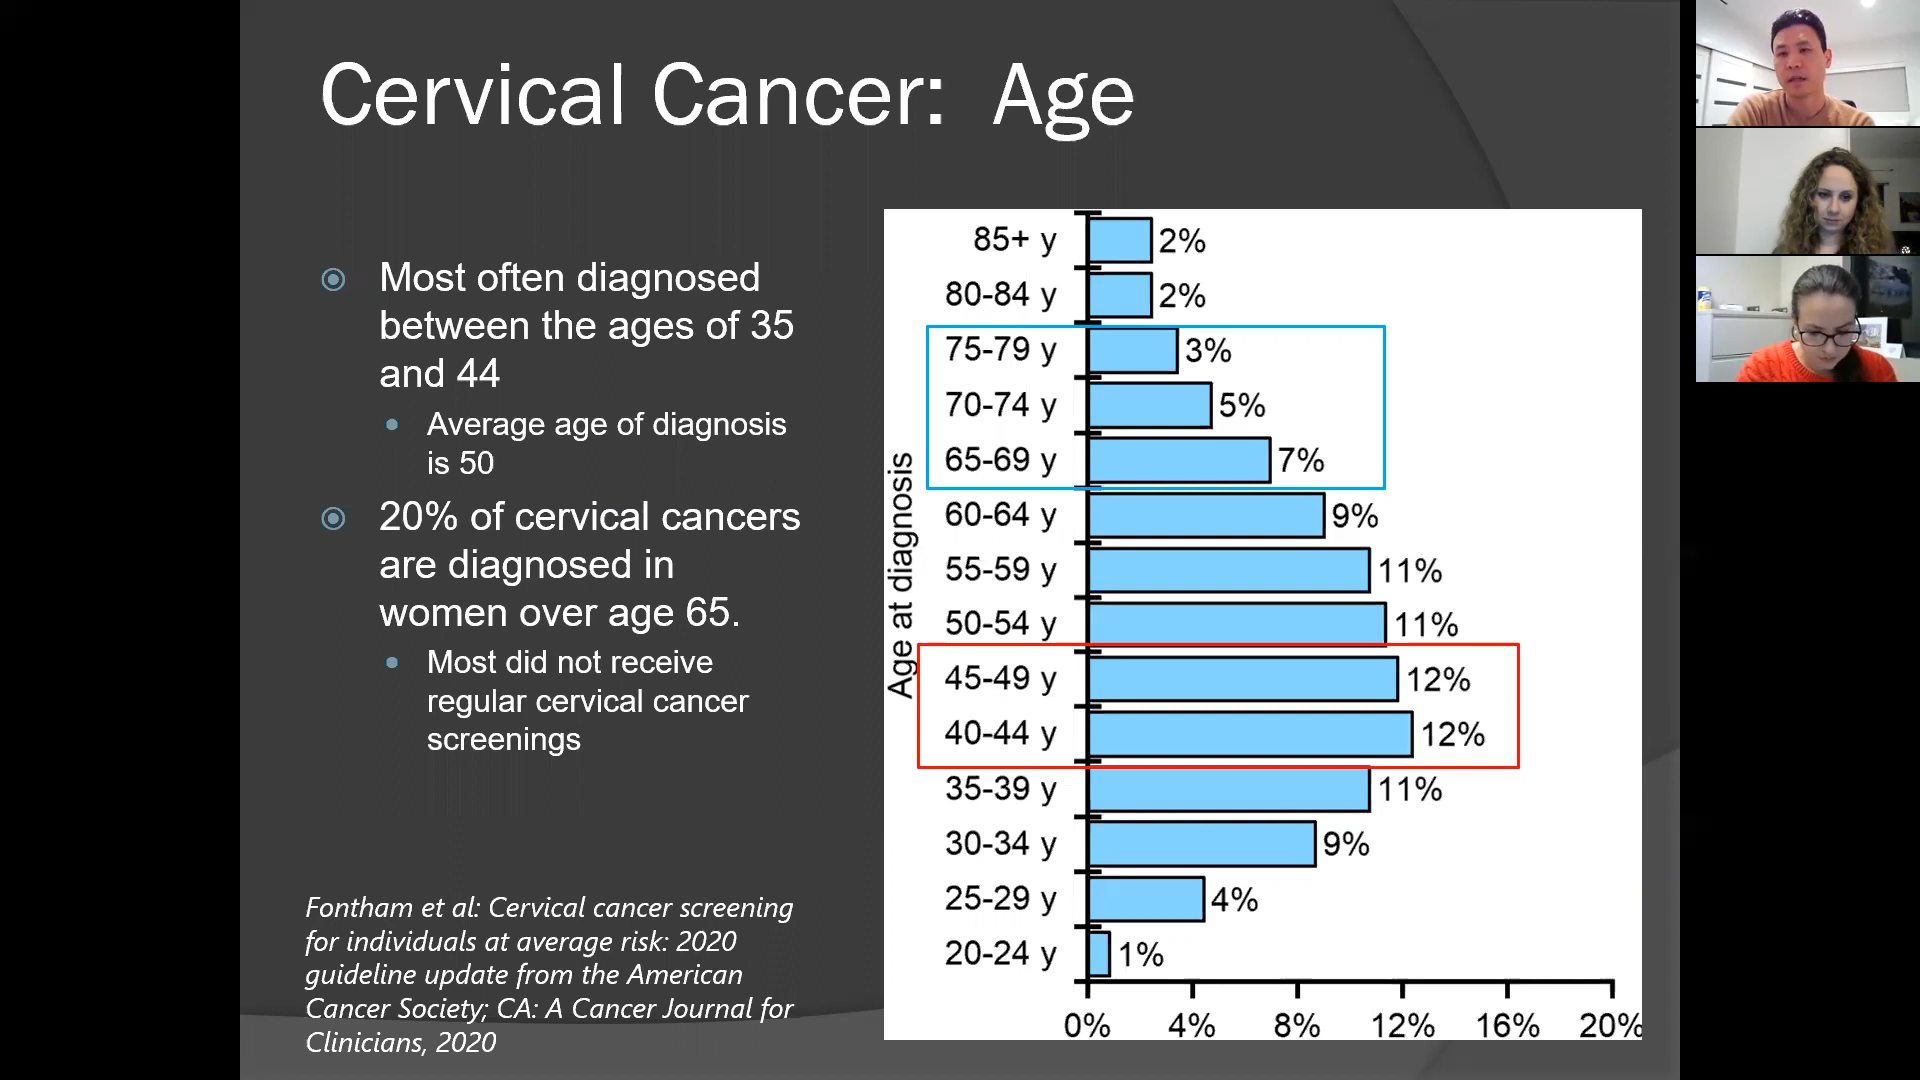 Cervical Cancer: Age
Most often diagnosed
between the ages of 35
and 44
Average age of diagnosis
is 50
20% of cervical cancers
are diagnosed in
women over age 65.
Most did not receive
regular cervical cancer
screenings
Fontham et al: Cervical cancer screening
for individuals at average risk: 2020
guideline update from the American
Cancer Society; CA: A Cancer Journal for
Clinicians, 2020
Age at diagnosis
85+ y 2%
80-84 y 2%
75-79 y 3%
70-74 y 5%
65-69 y 7%
60-64 y 9%
55-59 y 11%
50-54 y 11%
45-49 y 12%
40-44 y 12%
35-39 y 11%
30-34 y 9%
25-29 y 4%
20-24 y 1%
0% 4% 8% 12% 16% 20%